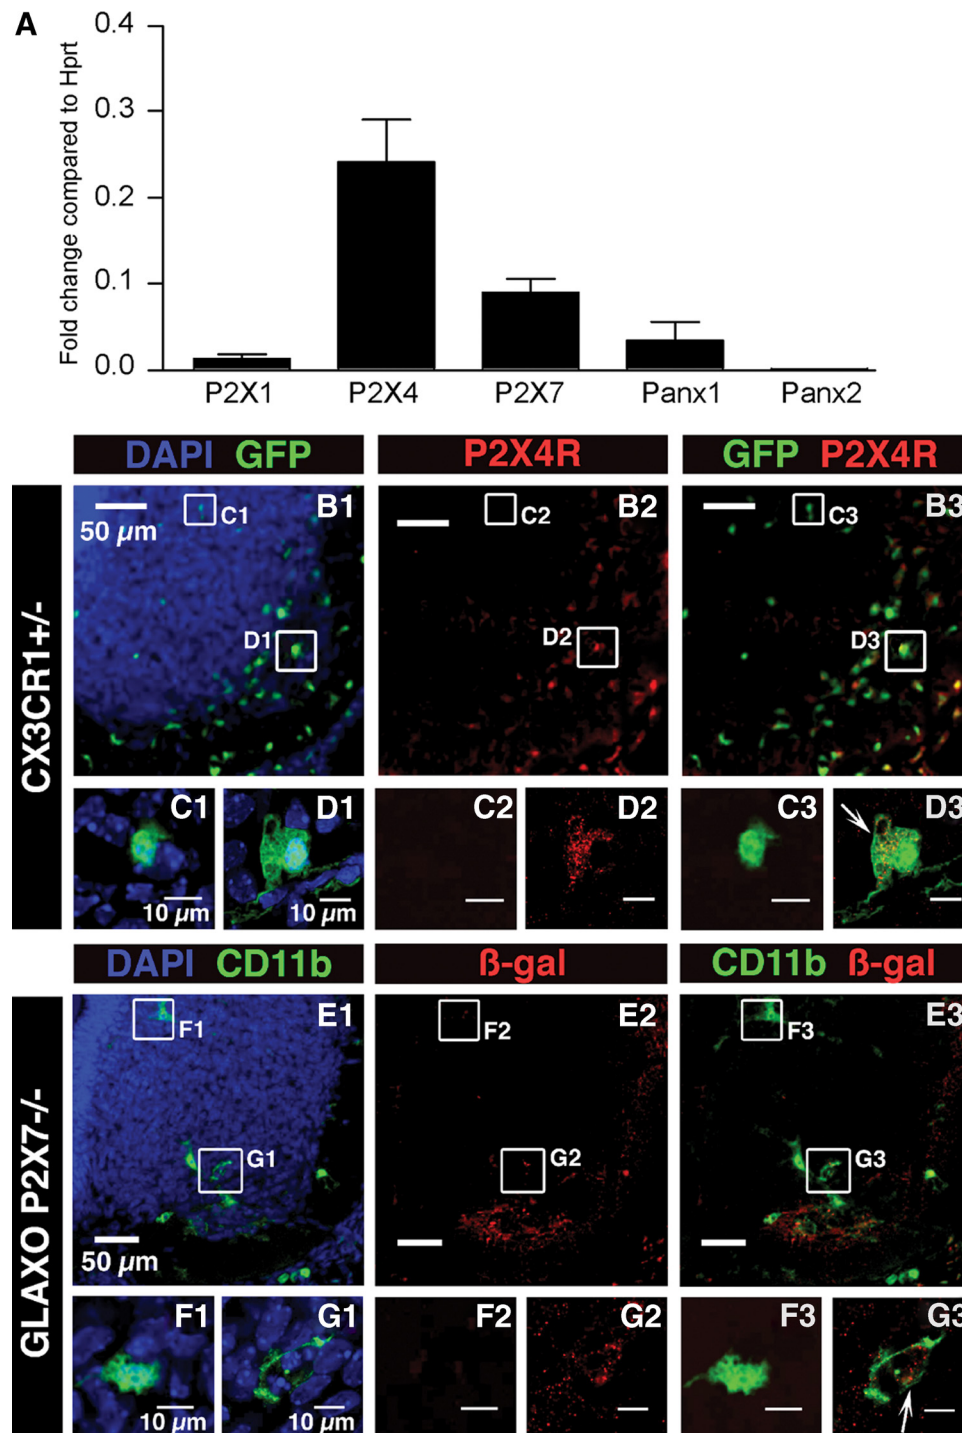 A
Fold change compared to Hprt
0.4
0.3
0.2
0.1
0.0
P2X1 P2X4 P2X7 Panx1 Panx2
DAPI GFP
P2X4R
GFP P2X4R
CX3CR1+/-
B1
50 µm
C1
D1
B2
C2
D2
B3
C3
D3
C1
10 µm
D1
10 µm
C2
D2
C3
D3
DAPI CD11b
ß-gal
CD11b ß-gal
GLAXO P2X7-/-
E1
F1
G1
50 µm
E2
F2
G2
E3
F3
G3
F1
10 µm
G1
10 µm
F2
G2
F3
G3